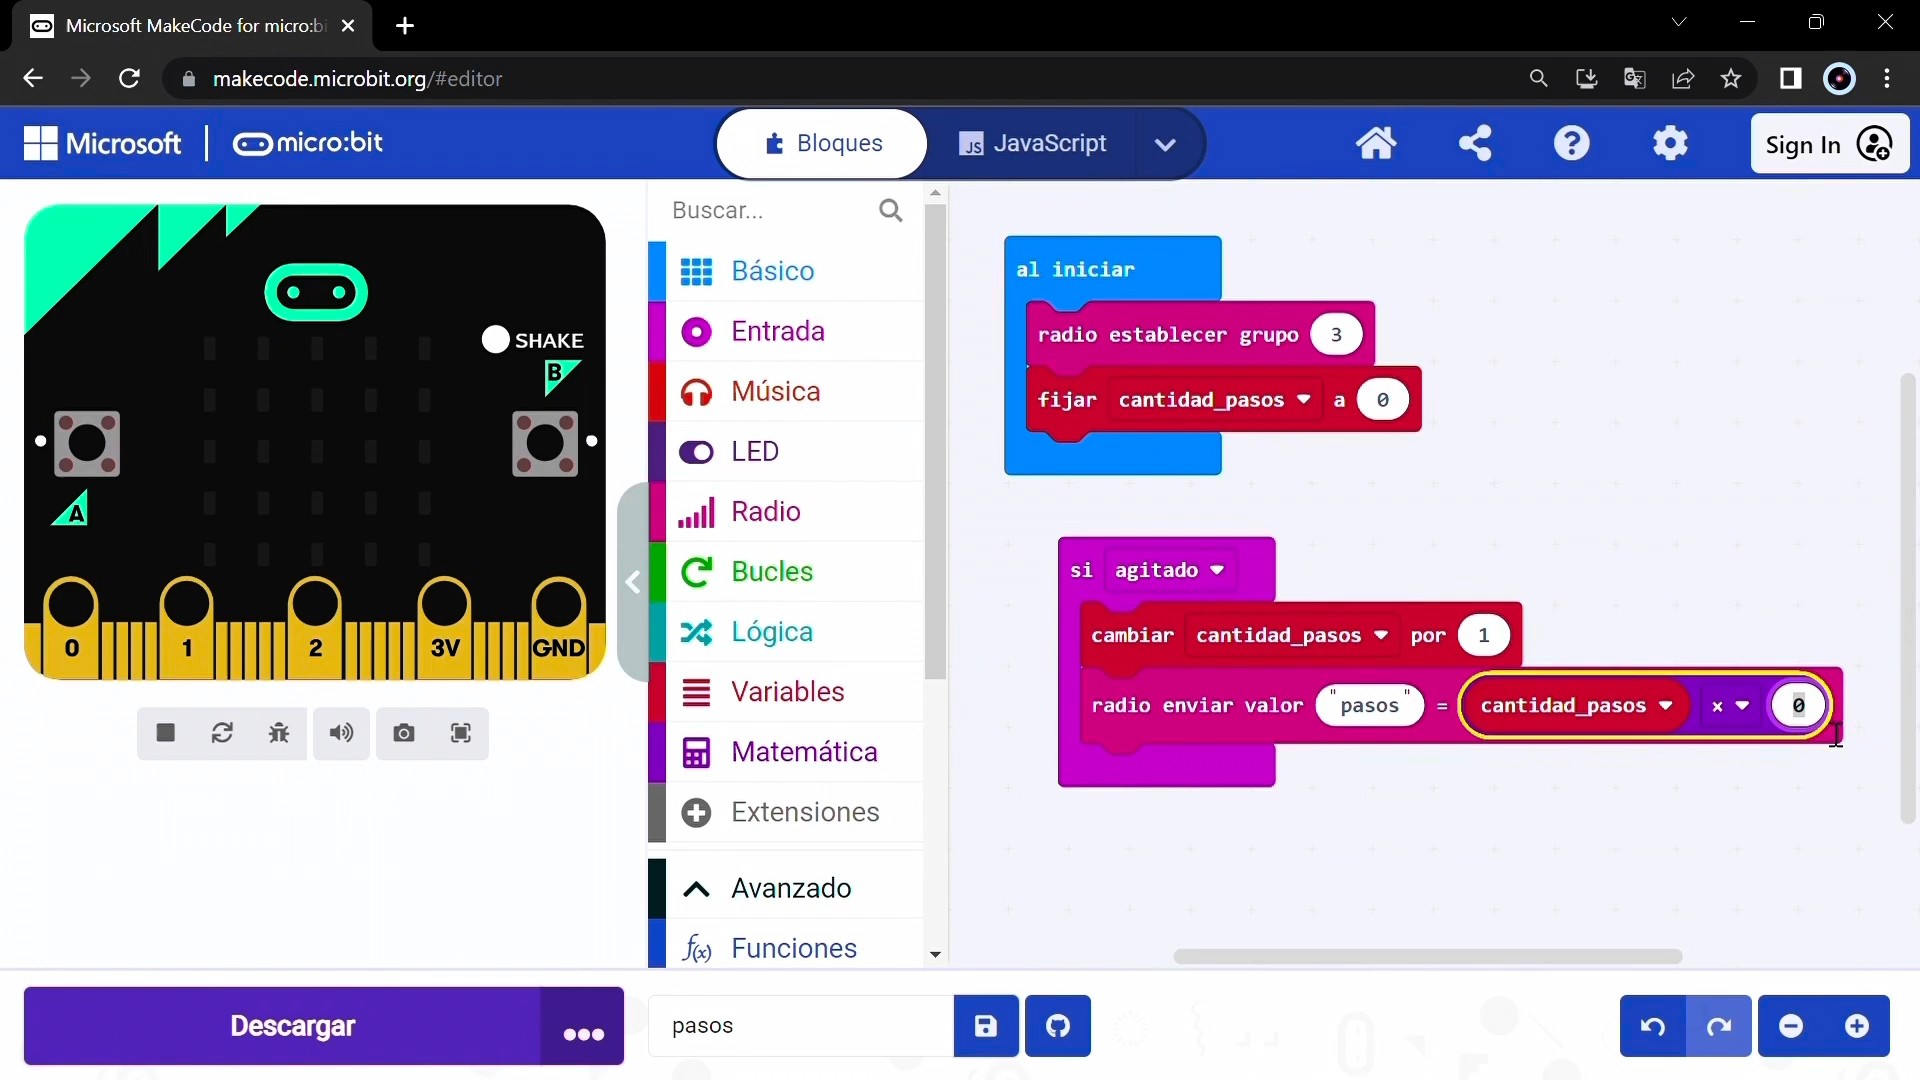 Microsoft MakeCode for micro:bi
makecode.microbit.org/#editor
Microsoft
micro:bit
Bloques
JS JavaScript
Sign In
SHAKE
B
A
0 1 2 3V GND
Buscar...
Básico
Entrada
Música
LED
Radio
Bucles
Lógica
Variables
Matemática
Extensiones
Avanzado
f(x) Funciones
al iniciar
radio establecer grupo 3
fijar cantidad_pasos a 0
si agitado
cambiar cantidad_pasos por 1
radio enviar valor "pasos" = cantidad_pasos × 0
Descargar
pasos